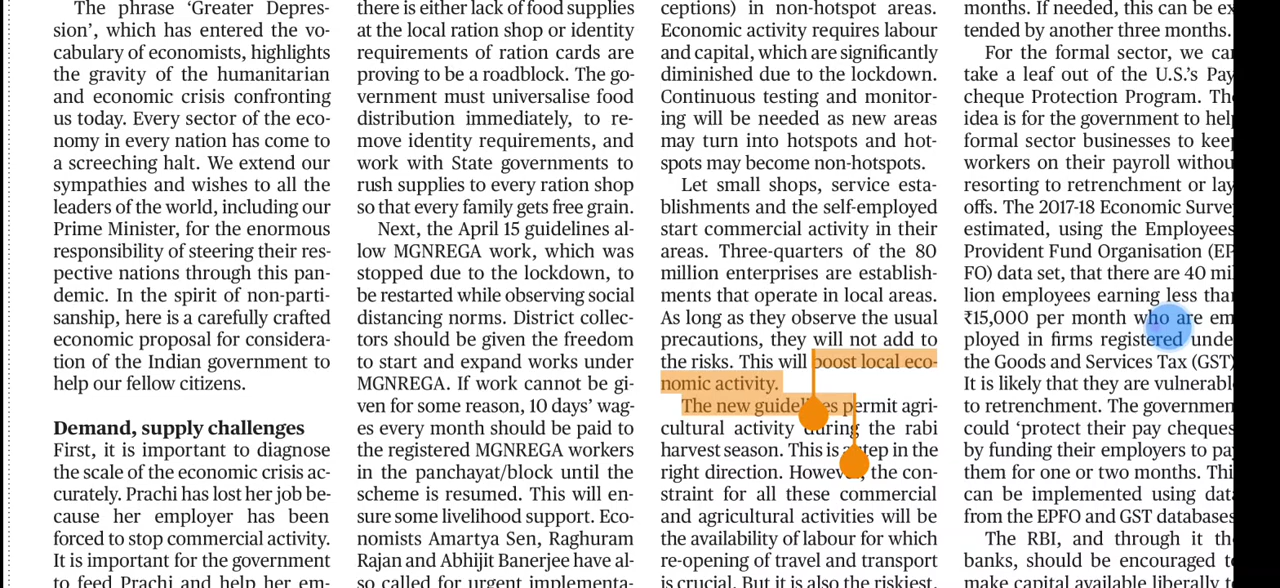 The phrase ‘Greater Depres-
sion’, which has entered the vo-
cabulary of economists, highlights
the gravity of the humanitarian
and economic crisis confronting
us today. Every sector of the eco-
nomy in every nation has come to
a screeching halt. We extend our
sympathies and wishes to all the
leaders of the world, including our
Prime Minister, for the enormous
responsibility of steering their res-
pective nations through this pan-
demic. In the spirit of non-parti-
sanship, here is a carefully crafted
economic proposal for considera-
tion of the Indian government to
help our fellow citizens.
Demand, supply challenges
First, it is important to diagnose
the scale of the economic crisis ac-
curately. Prachi has lost her job be-
cause her employer has been
forced to stop commercial activity.
It is important for the government
to feed Prachi and help her em-
there is either lack of food supplies
at the local ration shop or identity
requirements of ration cards are
proving to be a roadblock. The go-
vernment must universalise food
distribution immediately, to re-
move identity requirements, and
work with State governments to
rush supplies to every ration shop
so that every family gets free grain.
Next, the April 15 guidelines al-
low MGNREGA work, which was
stopped due to the lockdown, to
be restarted while observing social
distancing norms. District collec-
tors should be given the freedom
to start and expand works under
MGNREGA. If work cannot be gi-
ven for some reason, 10 days’ wag-
es every month should be paid to
the registered MGNREGA workers
in the panchayat/block until the
scheme is resumed. This will en-
sure some livelihood support. Eco-
nomists Amartya Sen, Raghuram
Rajan and Abhijit Banerjee have al-
so called for urgent implementa-
ceptions) in non-hotspot areas.
Economic activity requires labour
and capital, which are significantly
diminished due to the lockdown.
Continuous testing and monitor-
ing will be needed as new areas
may turn into hotspots and hot-
spots may become non-hotspots.
Let small shops, service esta-
blishments and the self-employed
start commercial activity in their
areas. Three-quarters of the 80
million enterprises are establish-
ments that operate in local areas.
As long as they observe the usual
precautions, they will not add to
the risks. This will boost local eco-
nomic activity.
The new guidelines permit agri-
cultural activity during the rabi
harvest season. This is a step in the
right direction. However, the con-
straint for all these commercial
and agricultural activities will be
the availability of labour for which
re-opening of travel and transport
is crucial. But it is also the riskiest.
months. If needed, this can be ex
tended by another three months.
For the formal sector, we can
take a leaf out of the U.S.’s Pay
cheque Protection Program. The
idea is for the government to help
formal sector businesses to keep
workers on their payroll withou
resorting to retrenchment or lay
offs. The 2017-18 Economic Surve
estimated, using the Employees
Provident Fund Organisation (EP
FO) data set, that there are 40 mil
lion employees earning less than
₹15,000 per month who are em
ployed in firms registered unde
the Goods and Services Tax (GST)
It is likely that they are vulnerabl
to retrenchment. The governmen
could ‘protect their pay cheques
by funding their employers to pay
them for one or two months. Thi
can be implemented using data
from the EPFO and GST databases
The RBI, and through it th
banks, should be encouraged t
make capital available liberally t